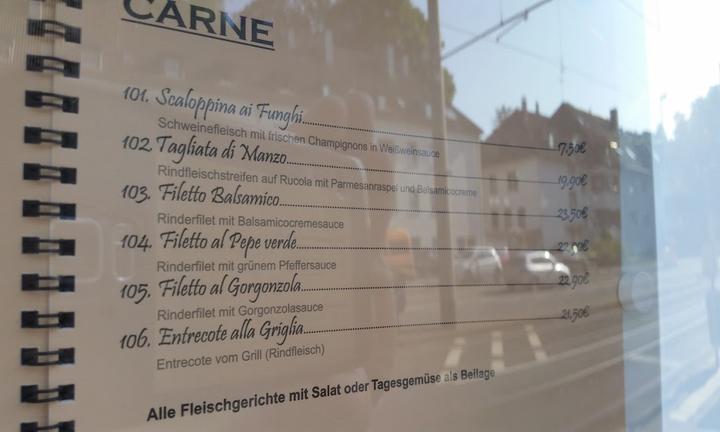 CARNE
101. Scaloppina ai Funghi 7,50€
Schweinefleisch mit frischen Champignons in Weißweinsauce
102. Tagliata di Manzo 19,90€
Rindfleischstreifen auf Rucola mit Parmesanraspel und Balsamicocreme
103. Filetto Balsamico 23,50€
Rinderfilet mit Balsamicocremesauce
104. Filetto al Pepe verde
Rinderfilet mit grünem Pfeffersauce
105. Filetto al Gorgonzola 22,90€
Rinderfilet mit Gorgonzolasauce
106. Entrecote alla Griglia 21,50€
Entrecote vom Grill (Rindfleisch)
Alle Fleischgerichte mit Salat oder Tagesgemüse als Beilage